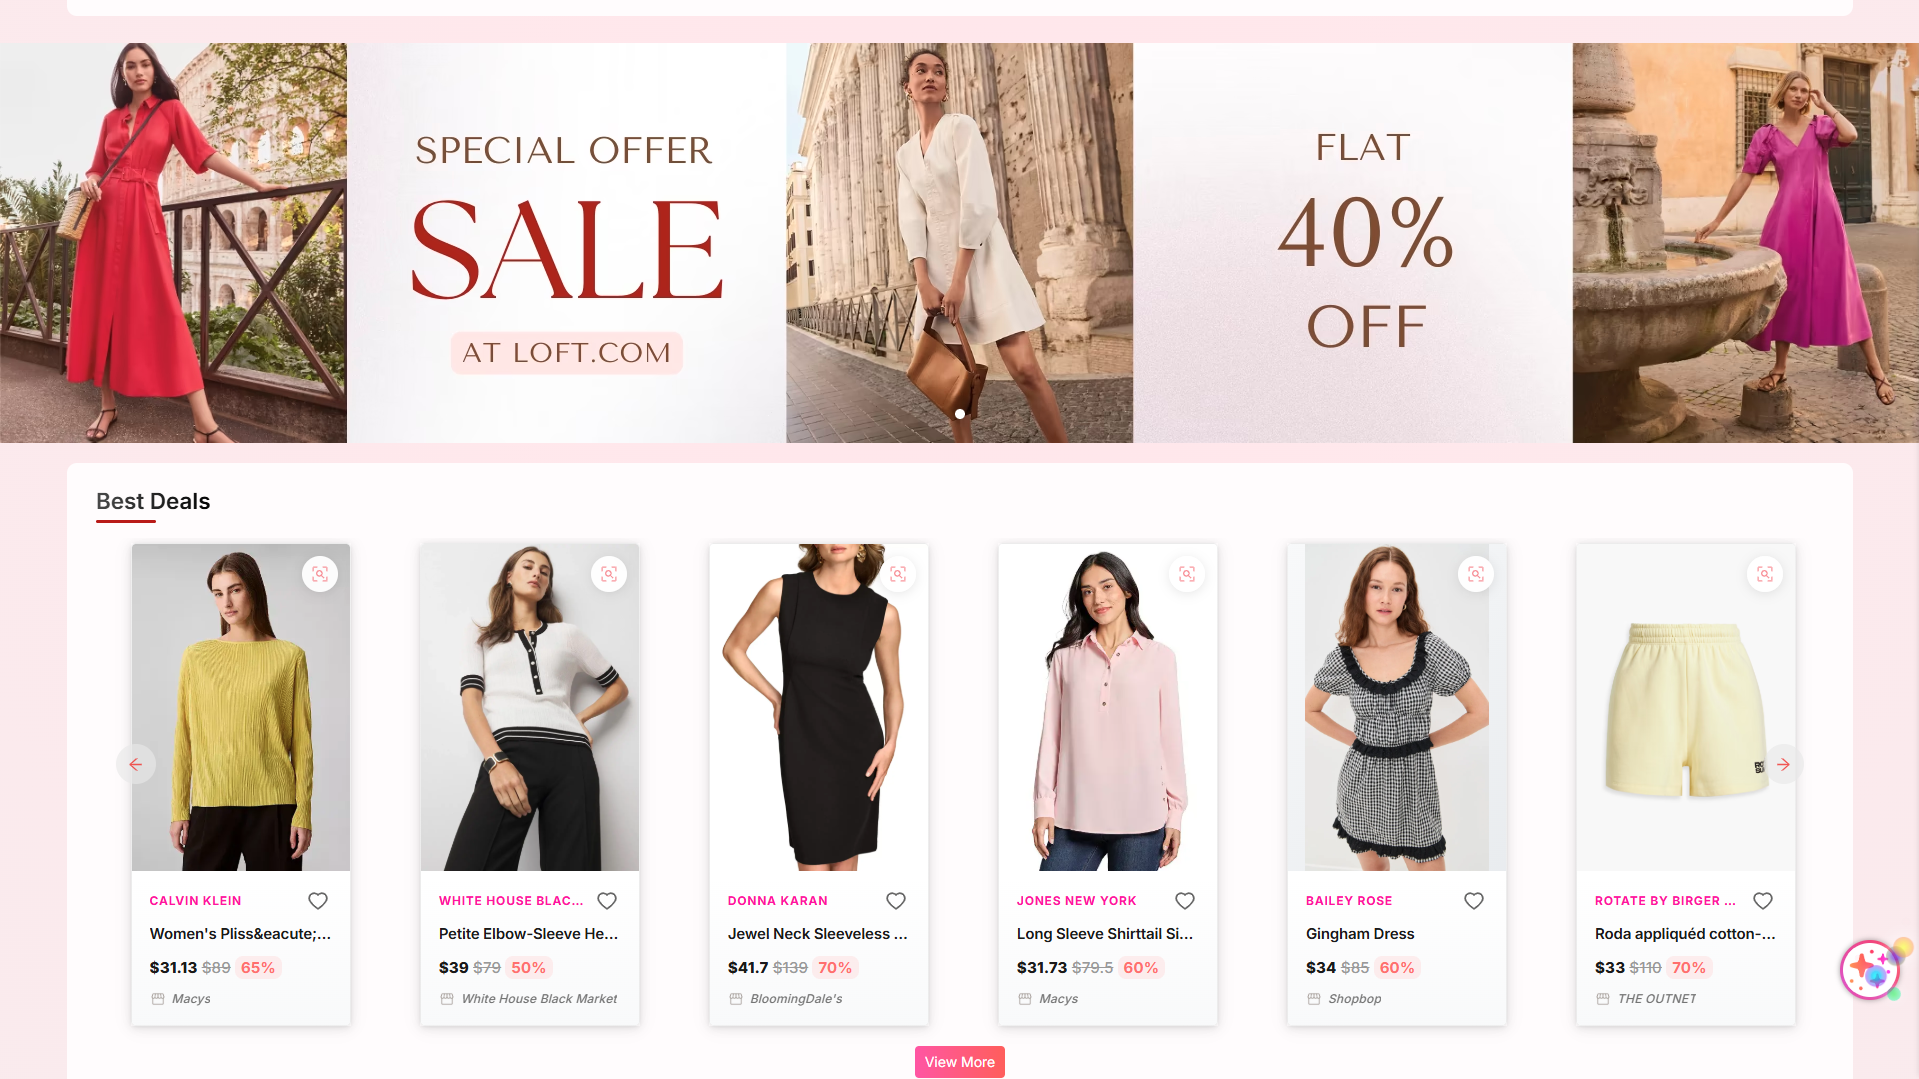 SPECIAL OFFER
SALE
AT LOFT.COM
FLAT
40%
OFF
Best Deals
CALVIN KLEIN
Women's Pliss&eacute;...
$31.13 $89 65%
Macys
WHITE HOUSE BLAC...
Petite Elbow-Sleeve He...
$39 $79 50%
White House Black Market
DONNA KARAN
Jewel Neck Sleeveless ...
$41.7 $139 70%
BloomingDale's
JONES NEW YORK
Long Sleeve Shirttail Si...
$31.73 $79.5 60%
Macys
BAILEY ROSE
Gingham Dress
$34 $85 60%
Shopbop
ROTATE BY BIRGER ...
Roda appliquéd cotton-...
$33 $110 70%
THE OUTNET
View More